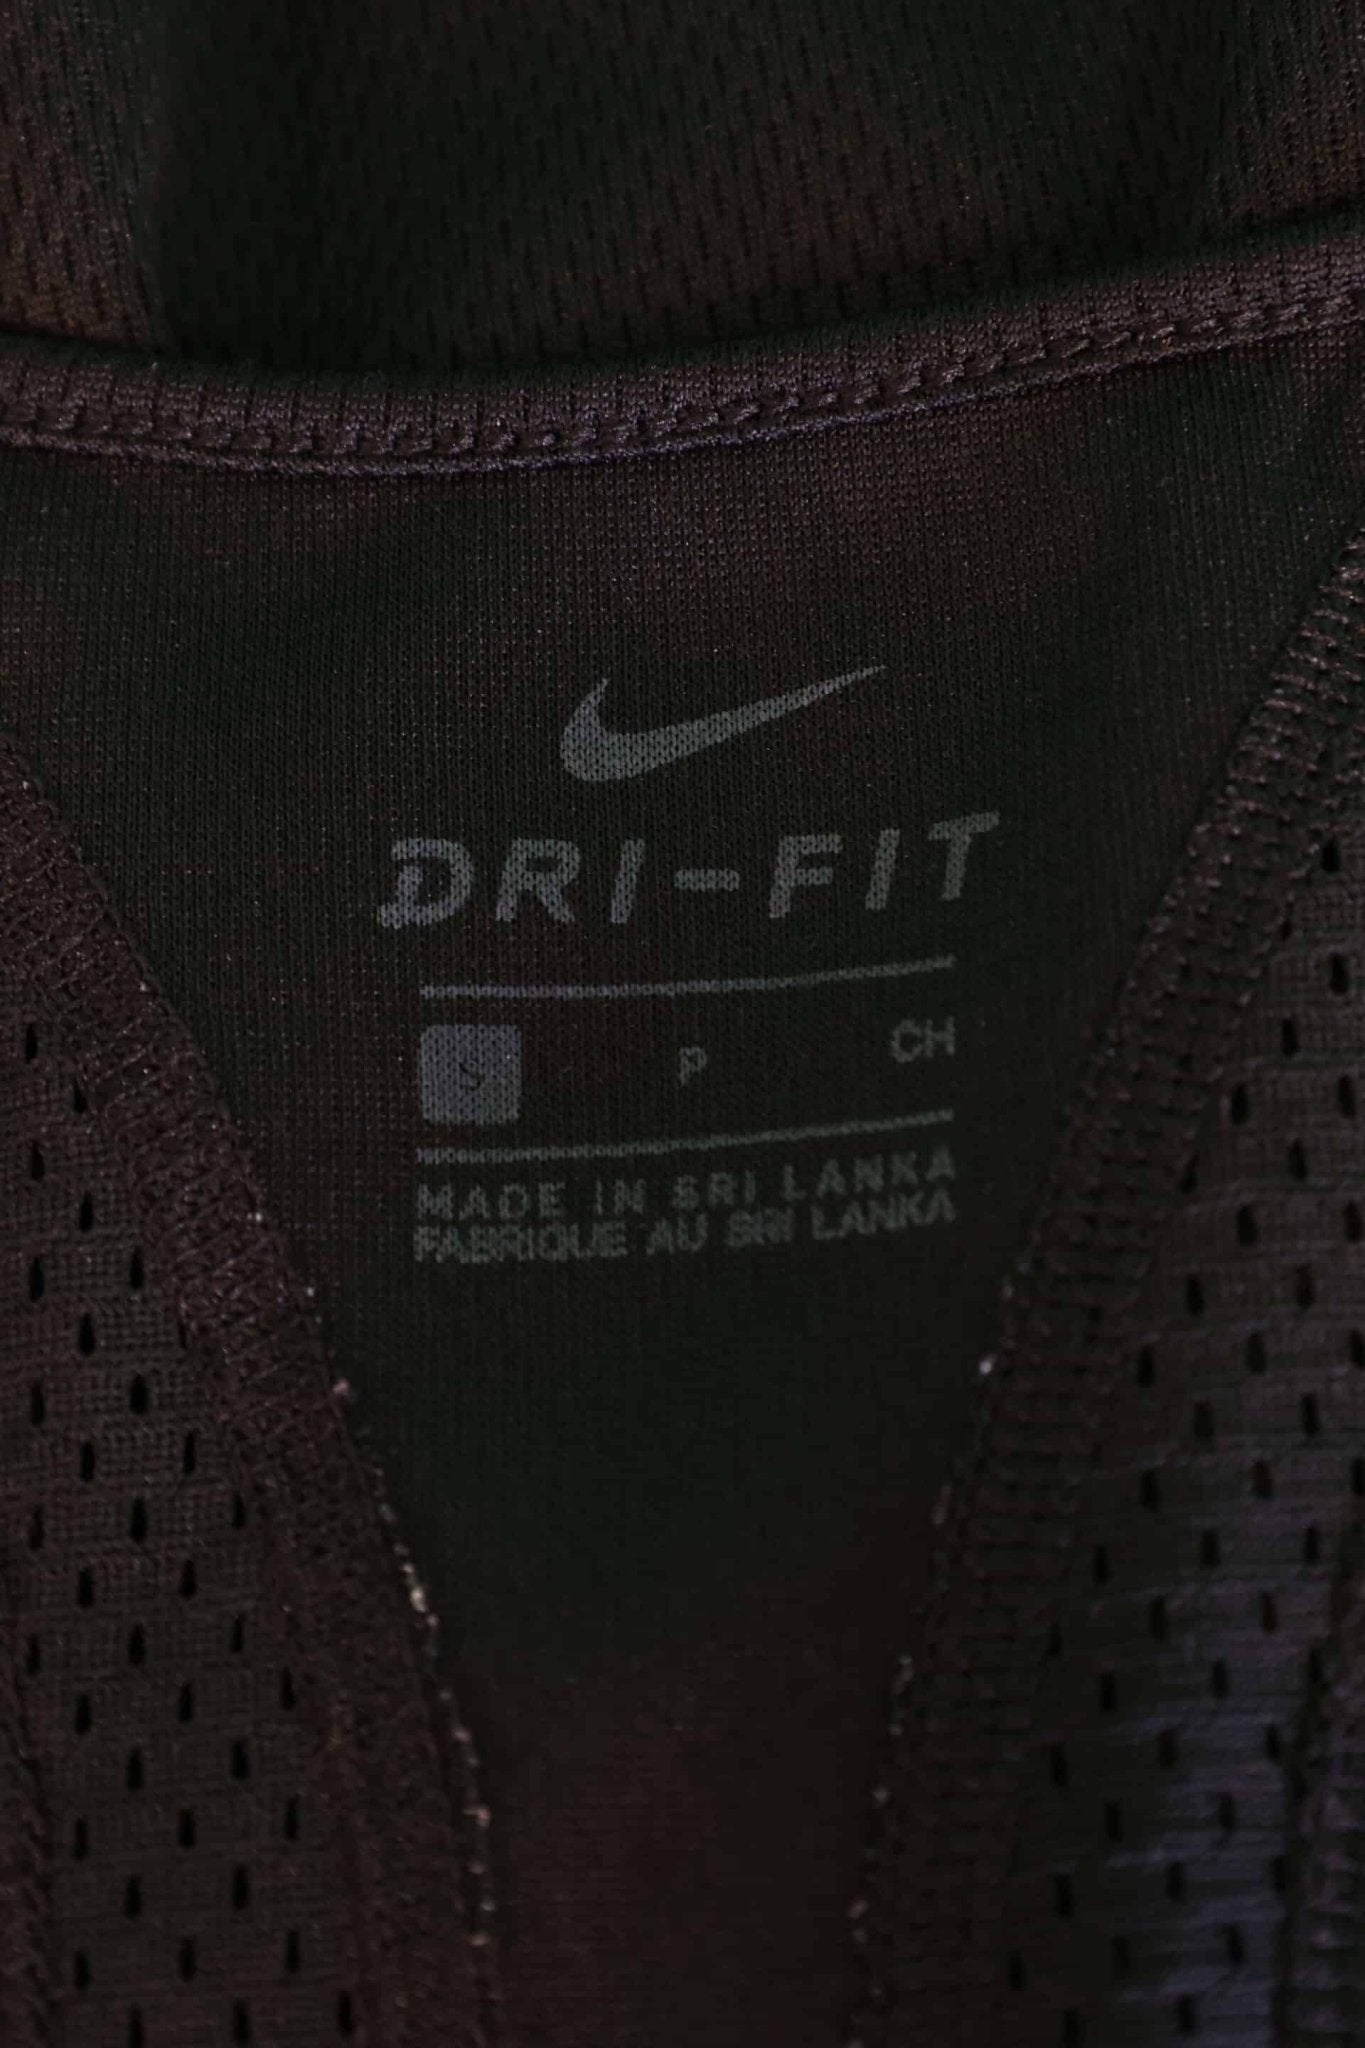 DRI-FIT
S P CH
MADE IN SRI LANKA
FABRIQUE AU SRI LANKA